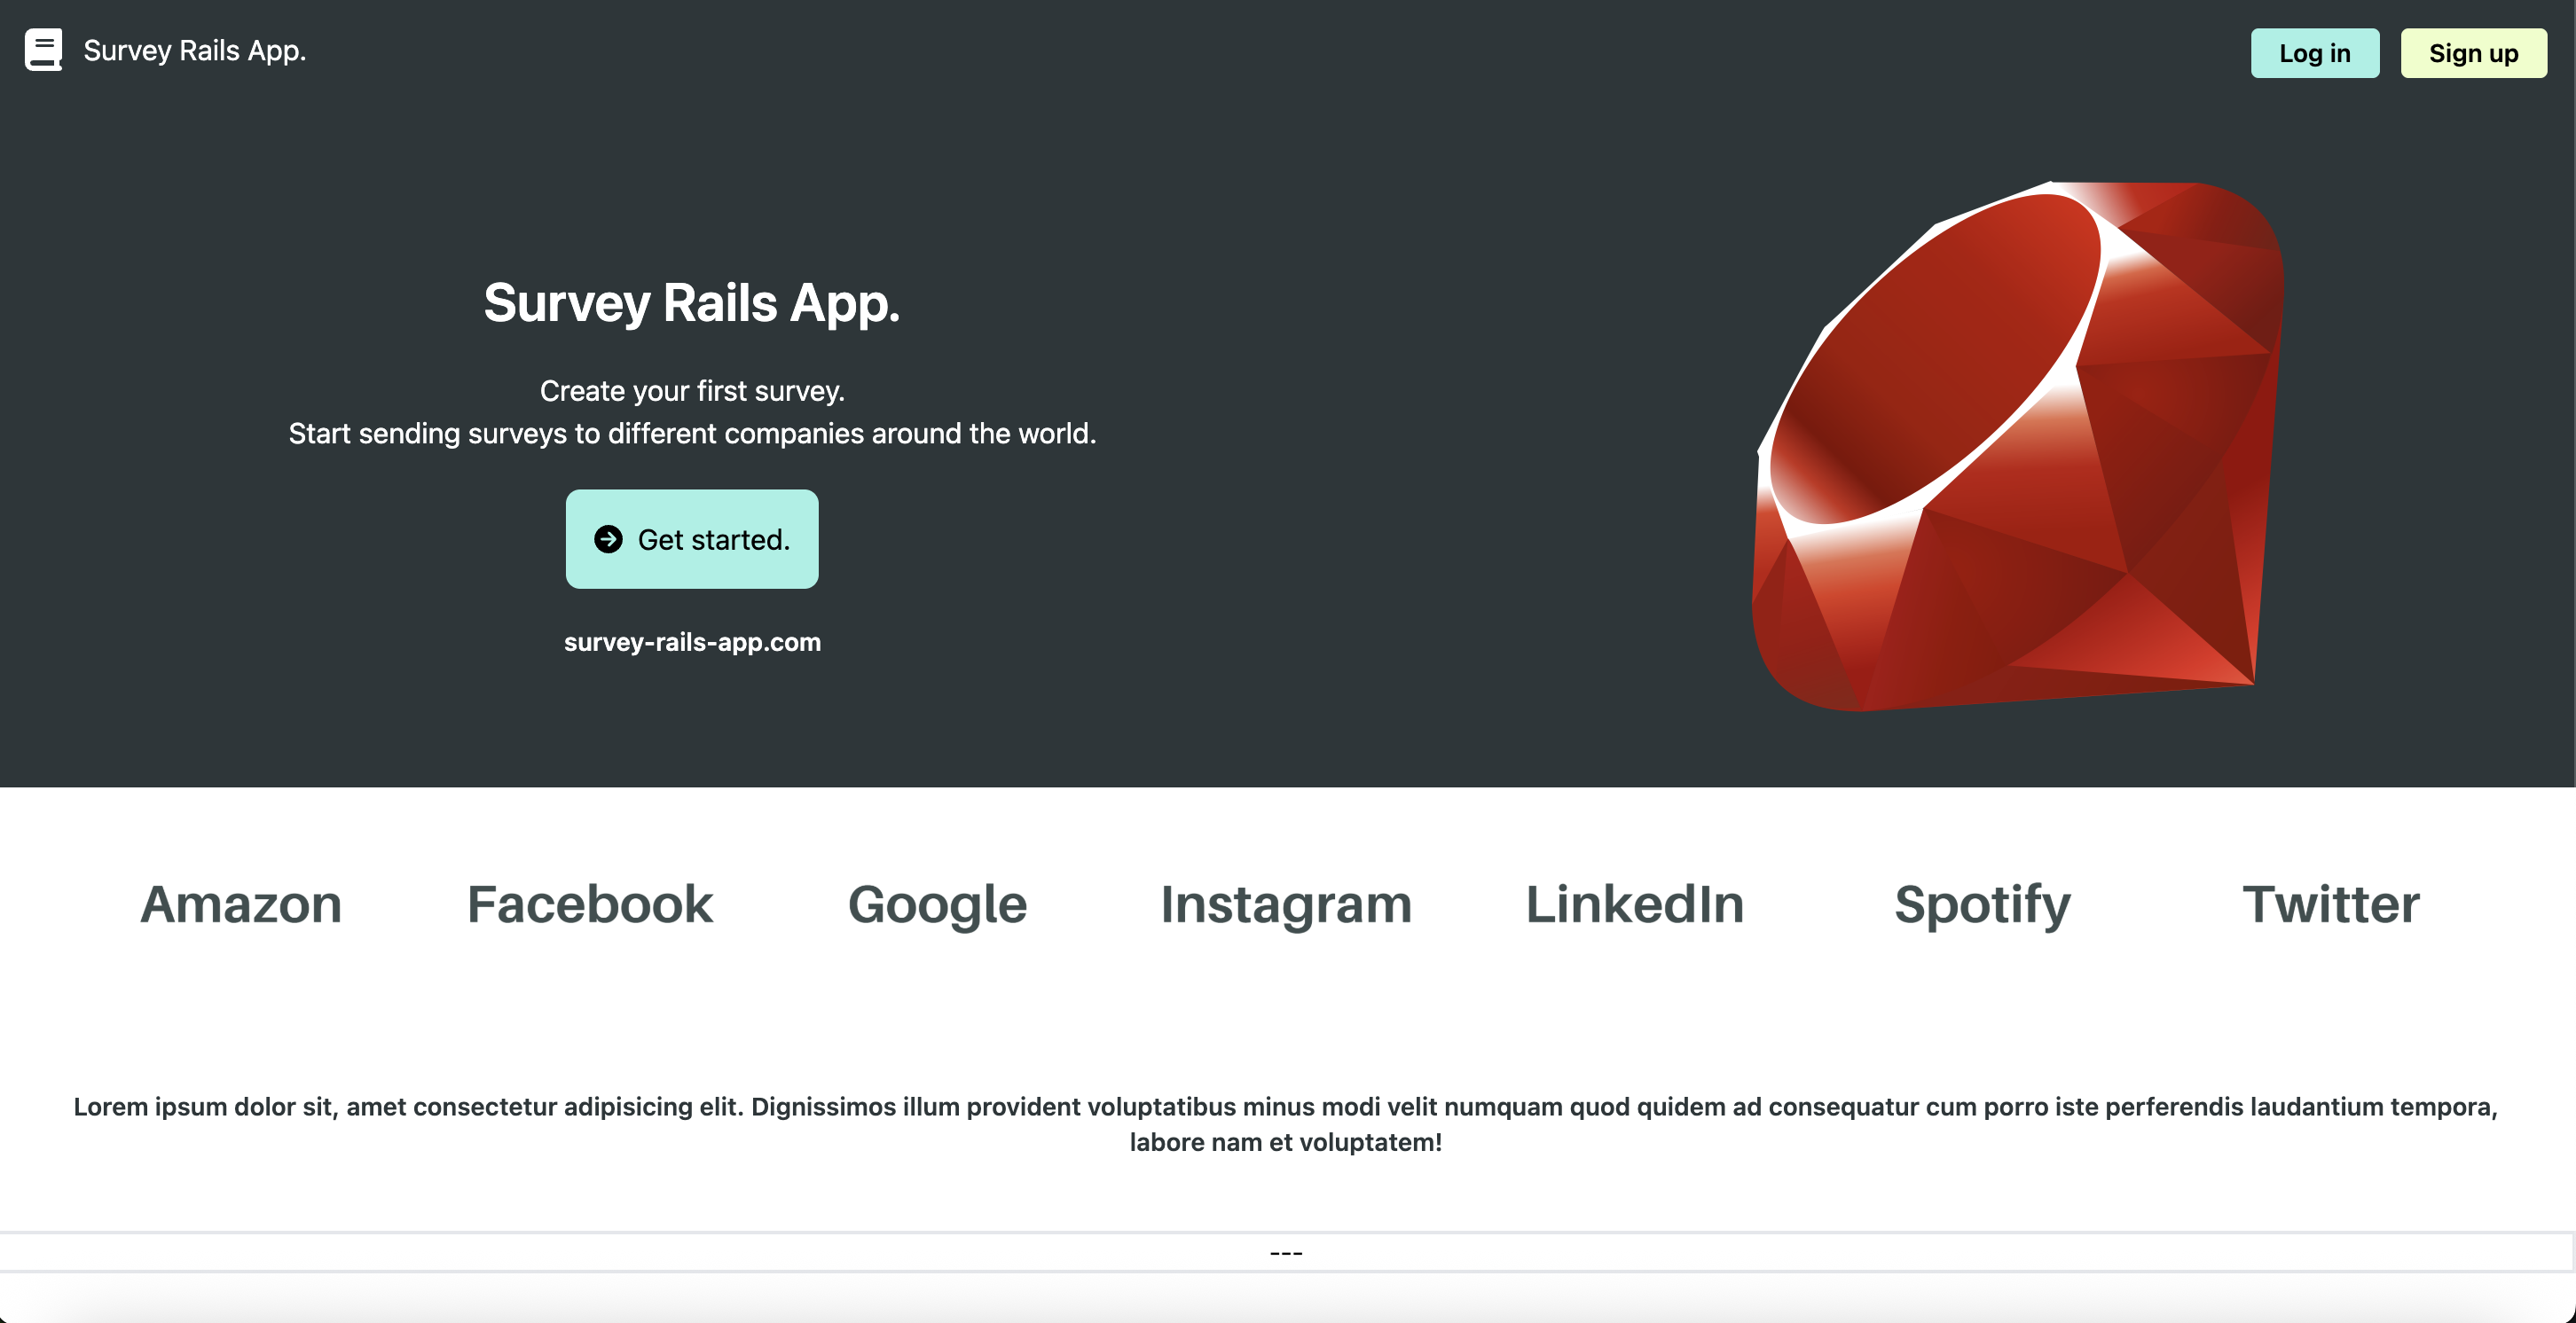 Survey Rails App.
Log in
Sign up
Survey Rails App.
Create your first survey.
Start sending surveys to different companies around the world.
Get started.
survey-rails-app.com
Amazon
Facebook
Google
Instagram
LinkedIn
Spotify
Twitter
Lorem ipsum dolor sit, amet consectetur adipisicing elit. Dignissimos illum provident voluptatibus minus modi velit numquam quod quidem ad consequatur cum porro iste perferendis laudantium tempora,
labore nam et voluptatem!
---